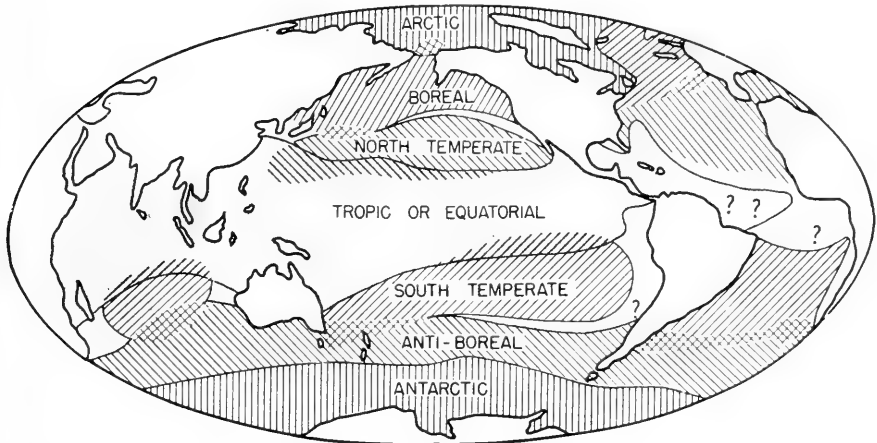 ARCTIC
BOREAL
NORTH TEMPERATE
? ?
TROPIC OR EQUATORIAL
?
SOUTH TEMPERATE
?
ANTI-BOREAL
ANTARCTIC